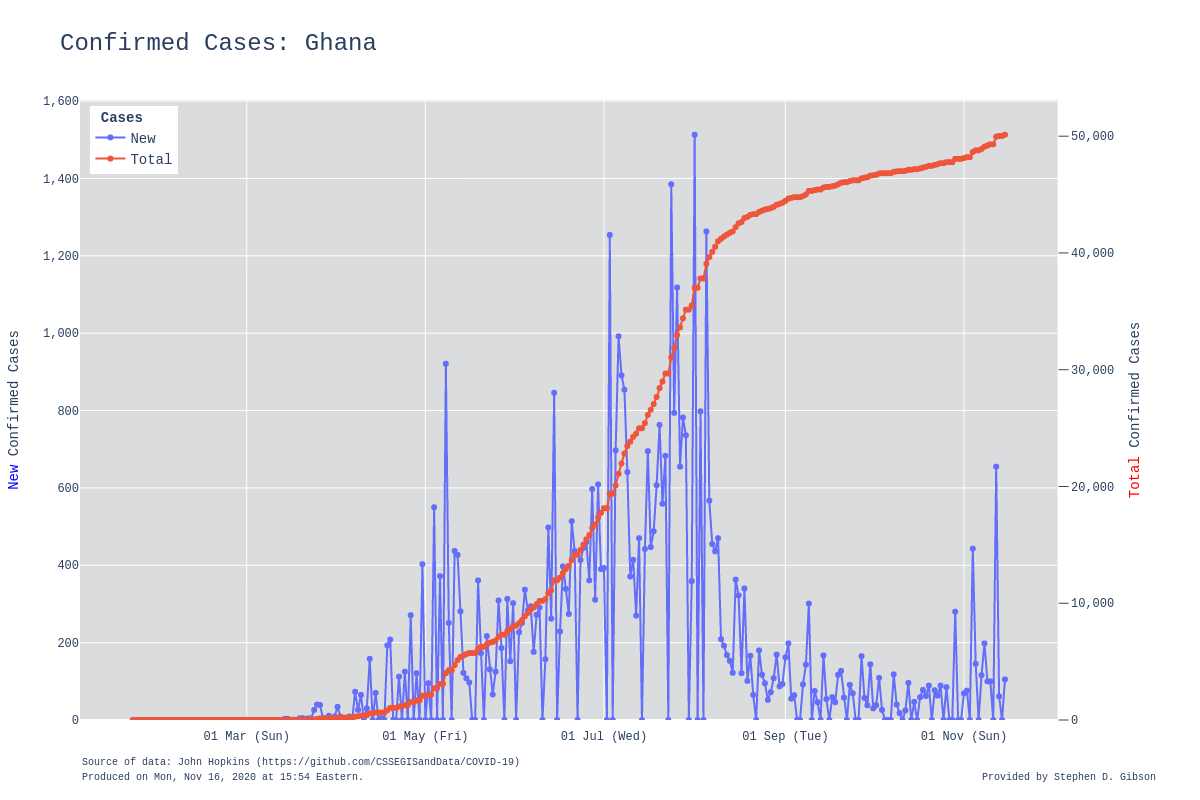 Confirmed Cases: Ghana
Cases
New
Total
1,600
1,400
1,200
1,000
800
600
400
200
0
50,000
40,000
30,000
20,000
10,000
0
New Confirmed Cases
Total Confirmed Cases
01 Mar (Sun) 01 May (Fri) 01 Jul (Wed) 01 Sep (Tue) 01 Nov (Sun)
Source of data: John Hopkins (https://github.com/CSSEGISandData/COVID-19)
Produced on Mon, Nov 16, 2020 at 15:54 Eastern.
Provided by Stephen D. Gibson